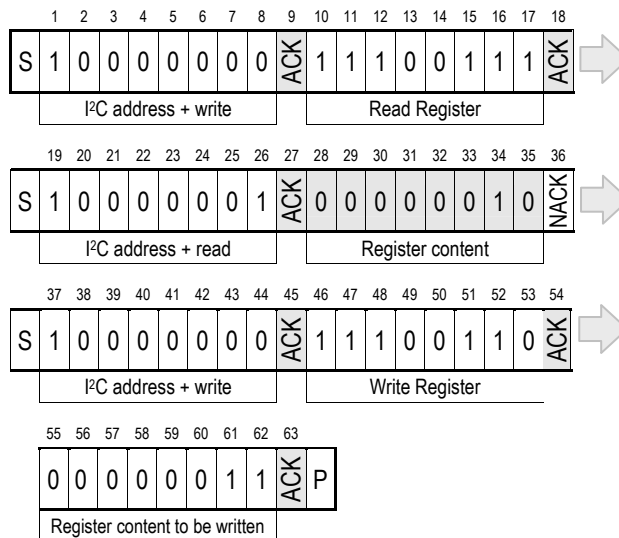 1 2 3 4 5 6 7 8 9 10 11 12 13 14 15 16 17 18
S 1 0 0 0 0 0 0 0 ACK 1 1 1 0 0 1 1 1 ACK
I²C address + write Read Register
19 20 21 22 23 24 25 26 27 28 29 30 31 32 33 34 35 36
S 1 0 0 0 0 0 0 1 ACK 0 0 0 0 0 0 1 0 NACK
I²C address + read Register content
37 38 39 40 41 42 43 44 45 46 47 48 49 50 51 52 53 54
S 1 0 0 0 0 0 0 0 ACK 1 1 1 0 0 1 1 0 ACK
I²C address + write Write Register
55 56 57 58 59 60 61 62 63
0 0 0 0 0 0 1 1 ACK P
Register content to be written